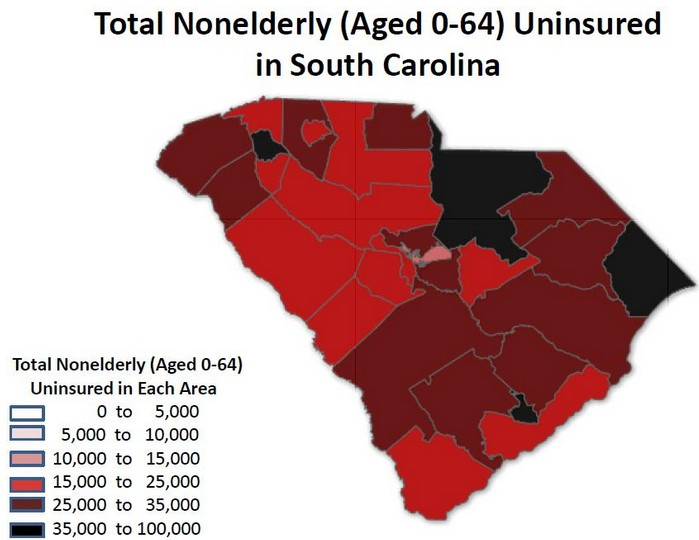 Total Nonelderly (Aged 0-64) Uninsured
in South Carolina
Total Nonelderly (Aged 0-64)
Uninsured in Each Area
0 to 5,000
5,000 to 10,000
10,000 to 15,000
15,000 to 25,000
25,000 to 35,000
35,000 to 100,000